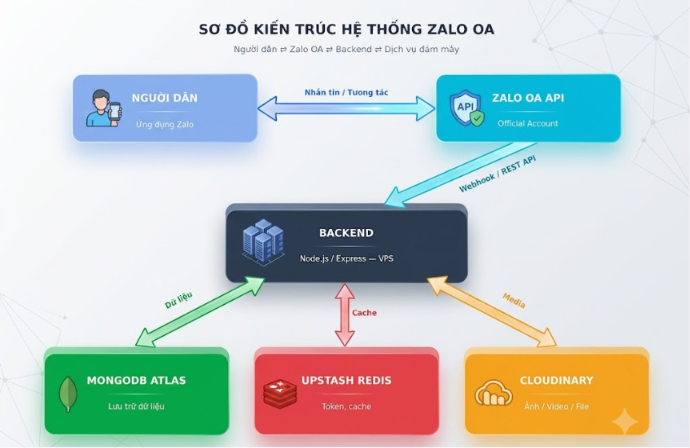 SƠ ĐỒ KIẾN TRÚC HỆ THỐNG ZALO OA
Người dân ⇌ Zalo OA ⇌ Backend ⇌ Dịch vụ đám mây
NGƯỜI DÂN
Ứng dụng Zalo
Nhắn tin / Tương tác
API
ZALO OA API
Official Account
Webhook / REST API
BACKEND
Node.js / Express — VPS
Dữ liệu
Cache
Media
MONGODB ATLAS
Lưu trữ dữ liệu
UPSTASH REDIS
Token, cache
CLOUDINARY
Ảnh / Video / File